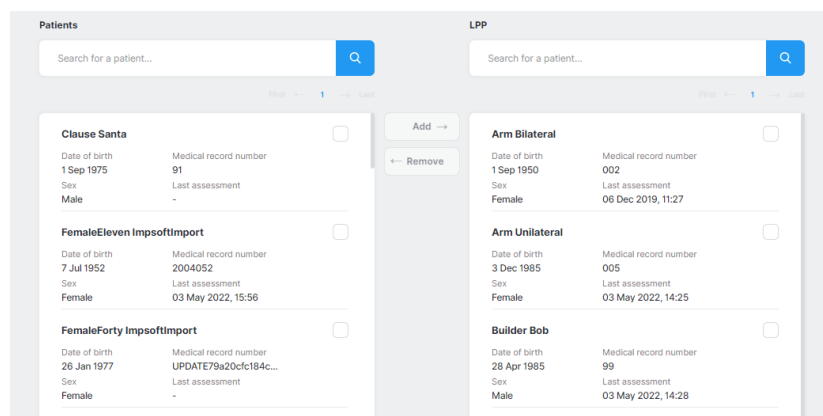 Patients
Search for a patient...
First ← 1 → Last
Clause Santa
Date of birth Medical record number
1 Sep 1975 91
Sex Last assessment
Male -
FemaleEleven ImpsoftImport
Date of birth Medical record number
7 Jul 1952 2004052
Sex Last assessment
Female 03 May 2022, 15:56
FemaleForty ImpsoftImport
Date of birth Medical record number
26 Jan 1977 UPDATE79a20cfc184c...
Sex Last assessment
Female -
Add →
← Remove
LPP
Search for a patient...
First ← 1 → Last
Arm Bilateral
Date of birth Medical record number
1 Sep 1950 002
Sex Last assessment
Female 06 Dec 2019, 11:27
Arm Unilateral
Date of birth Medical record number
3 Dec 1985 005
Sex Last assessment
Female 03 May 2022, 14:25
Builder Bob
Date of birth Medical record number
28 Apr 1985 99
Sex Last assessment
Male 03 May 2022, 14:28